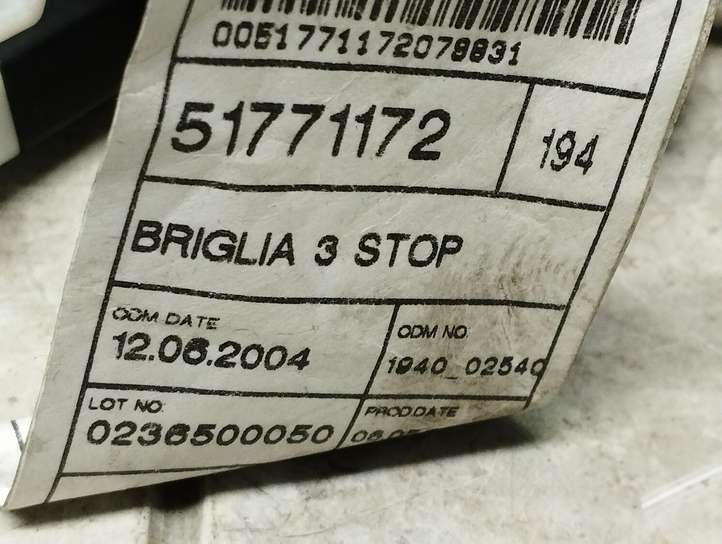 0051771172079831
51771172
194
BRIGLIA 3 STOP
ODM.DATE
12.06.2004
ODM NO.
1940_02540
LOT NO.
0236500050
PROD.DATE